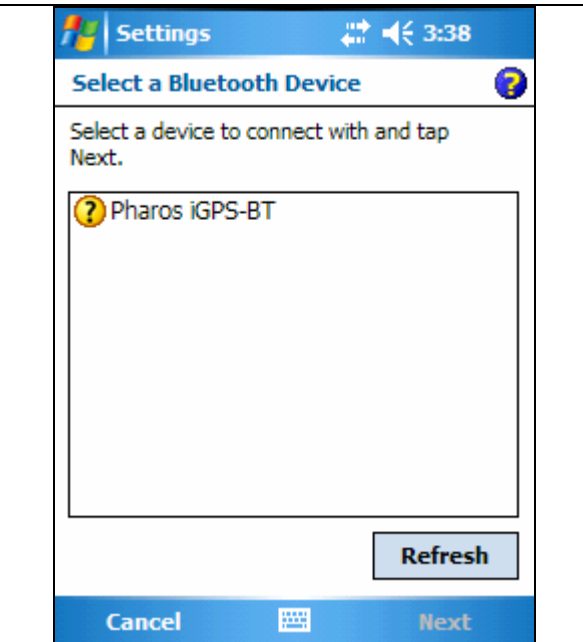 Settings 3:38
Select a Bluetooth Device ?
Select a device to connect with and tap
Next.
? Pharos iGPS-BT
Refresh
Cancel Next